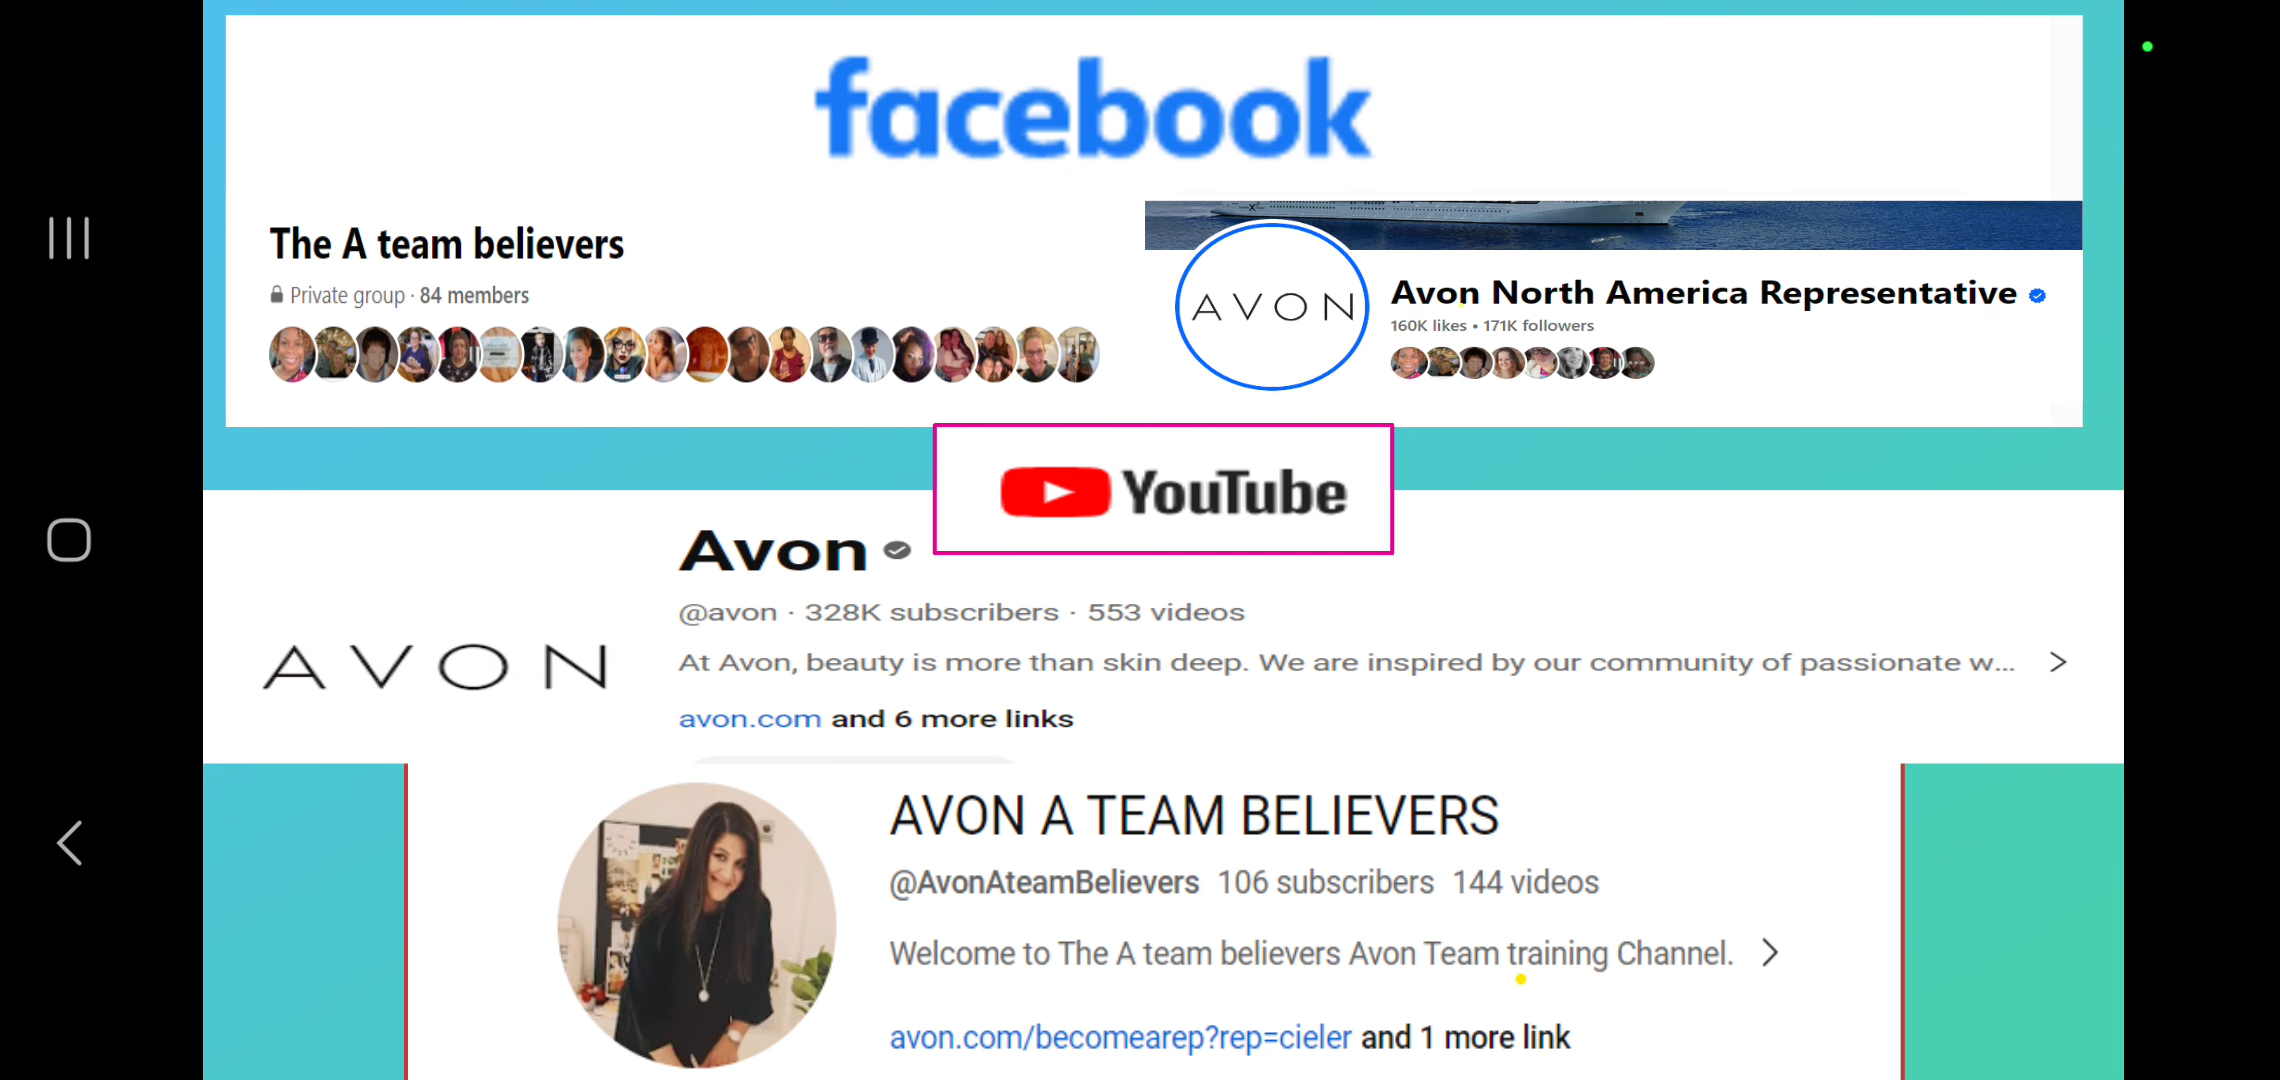 facebook
The A team believers
Private group · 84 members
AVON
Avon North America Representative
160K likes • 171K followers
YouTube
Avon
@avon · 328K subscribers · 553 videos
AVON
At Avon, beauty is more than skin deep. We are inspired by our community of passionate w...
avon.com and 6 more links
AVON A TEAM BELIEVERS
@AvonAteamBelievers 106 subscribers 144 videos
Welcome to The A team believers Avon Team training Channel.
avon.com/becomearep?rep=cieler and 1 more link